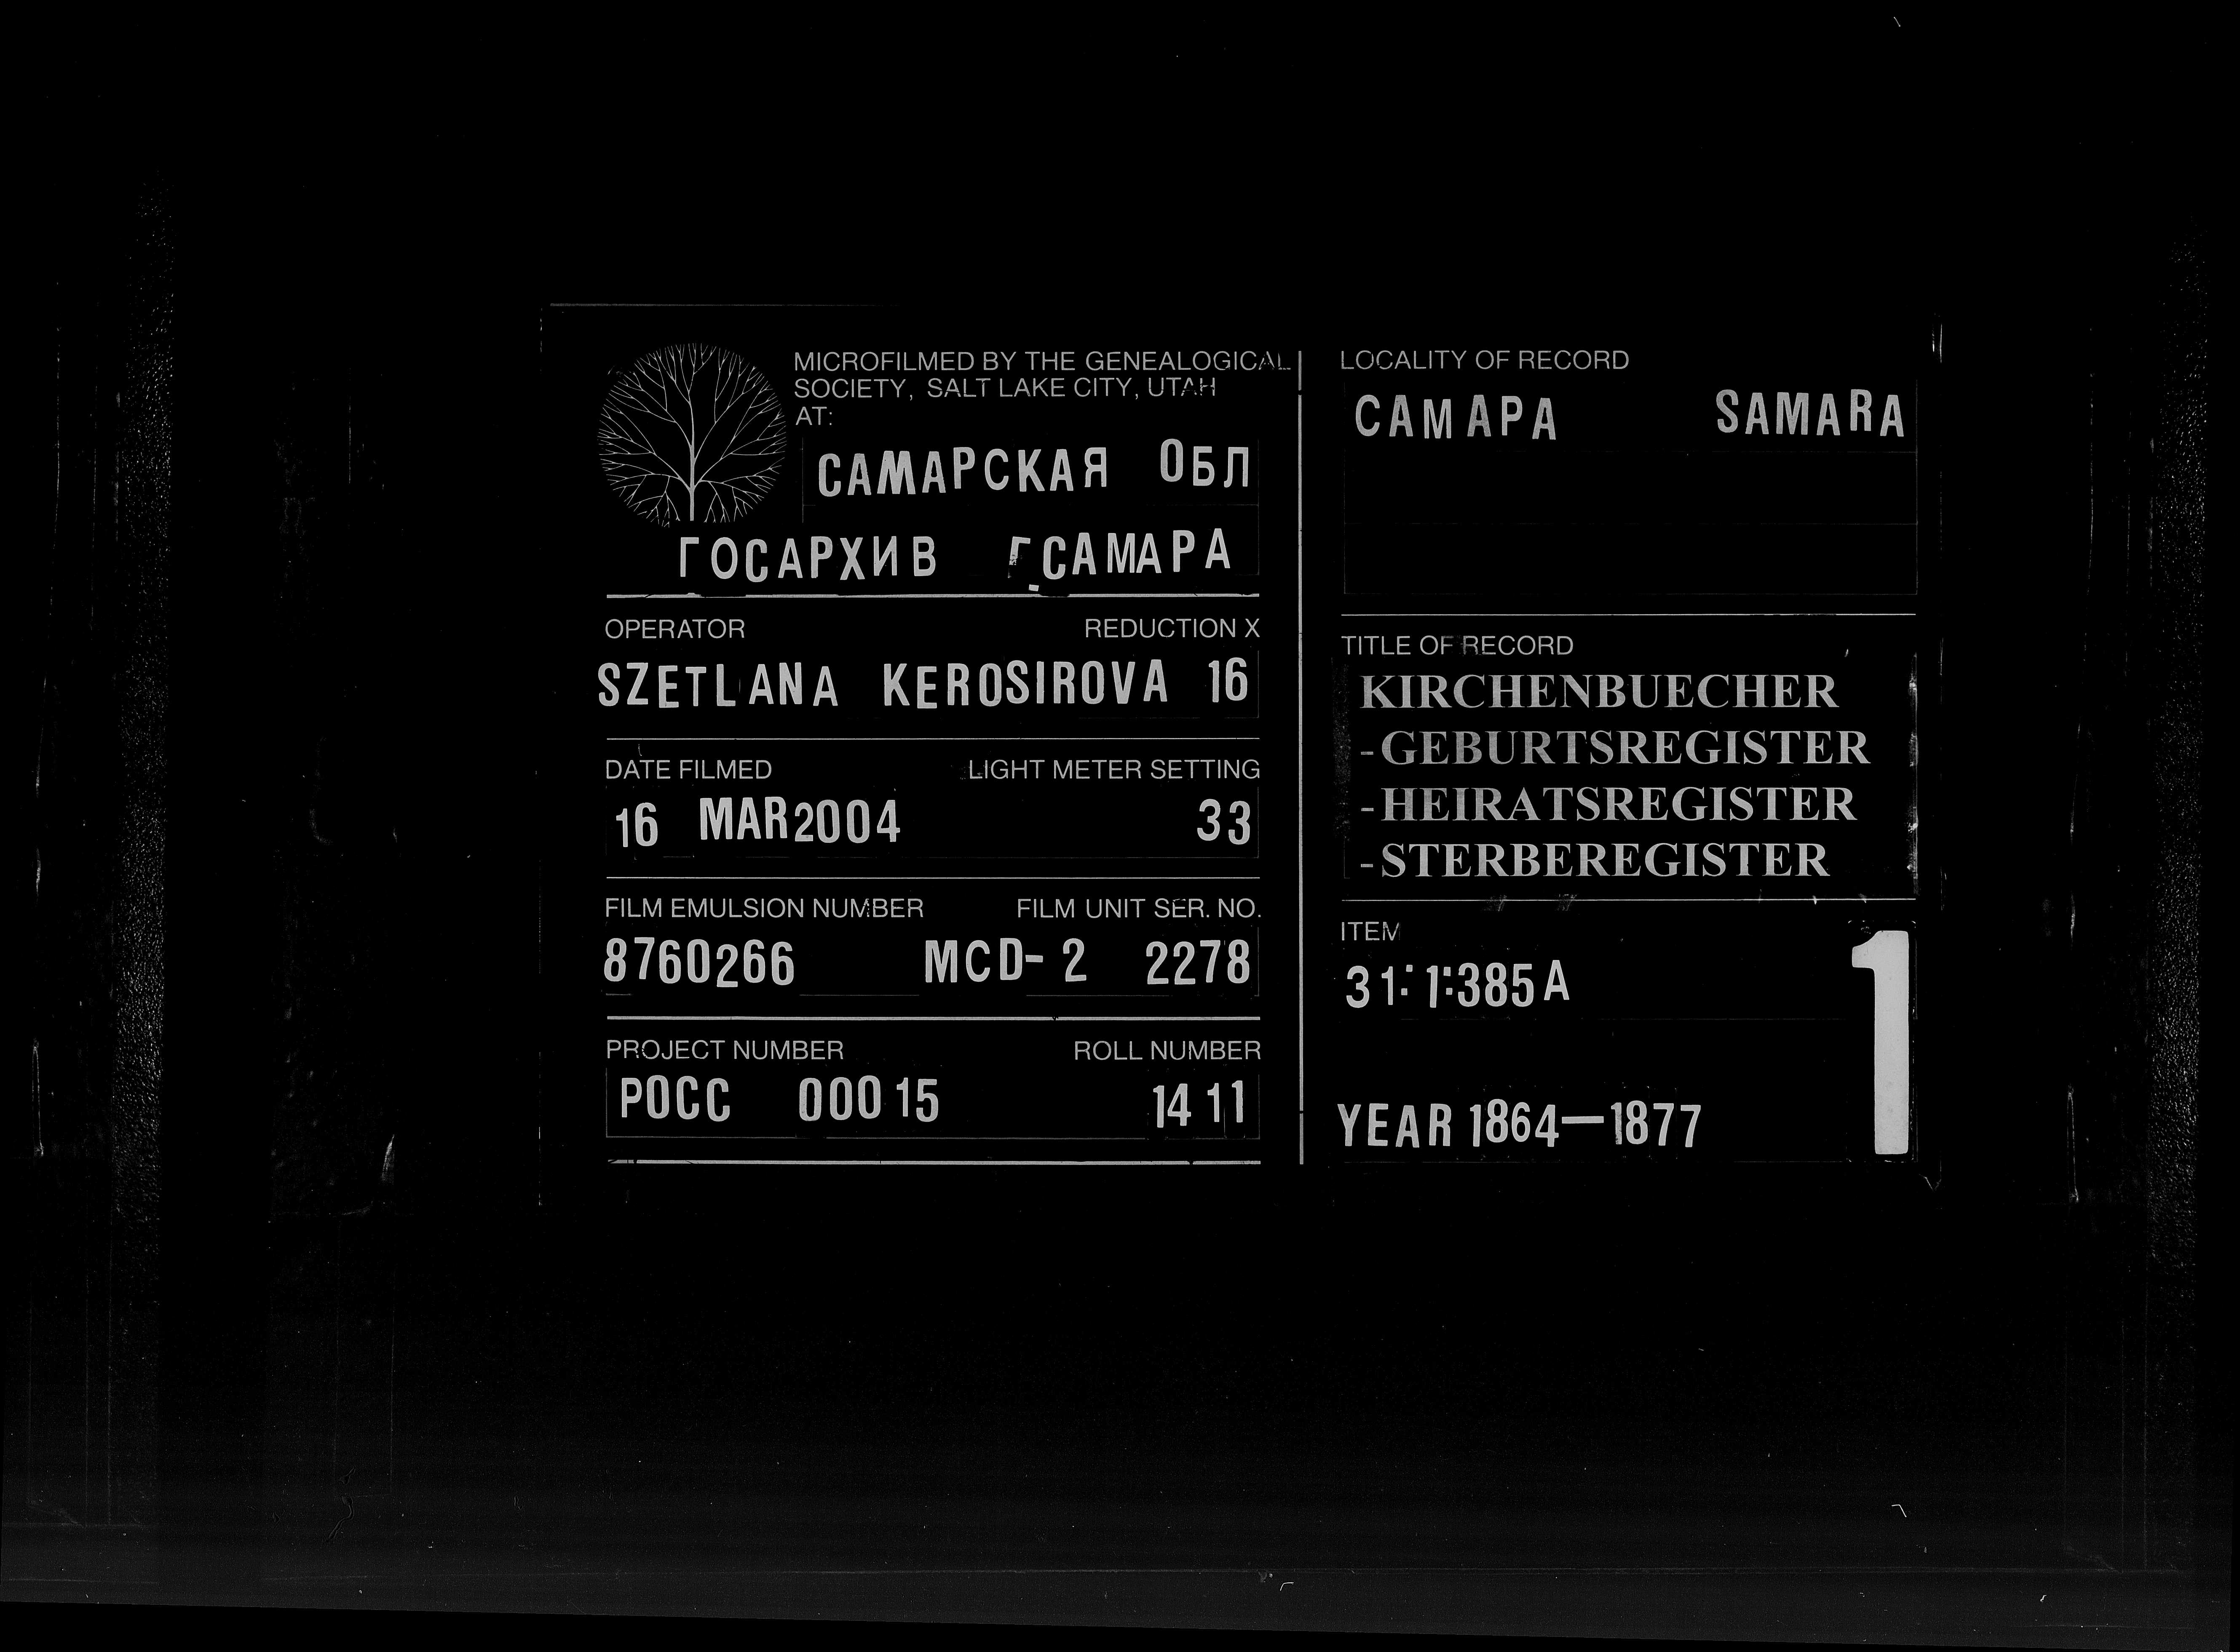 MICROFILMED BY THE GENEALOGICAL
SOCIETY, SALT LAKE CITY, UTAH
AT:
САМАРСКАЯ ОБЛ
ГОСАРХИВ Г.САМАРА
OPERATOR REDUCTION X
SZETLANA KEROSIROVA 16
DATE FILMED LIGHT METER SETTING
16 MAR 2004 33
FILM EMULSION NUMBER FILM UNIT SER. NO.
8760266 MCD- 2 2278
PROJECT NUMBER ROLL NUMBER
РОСС 00015 1411
LOCALITY OF RECORD
САМАРА SAMARA
TITLE OF RECORD
KIRCHENBUECHER
-GEBURTSREGISTER
-HEIRATSREGISTER
-STERBEREGISTER
ITEM
31:1:385A
1
YEAR 1864—1877